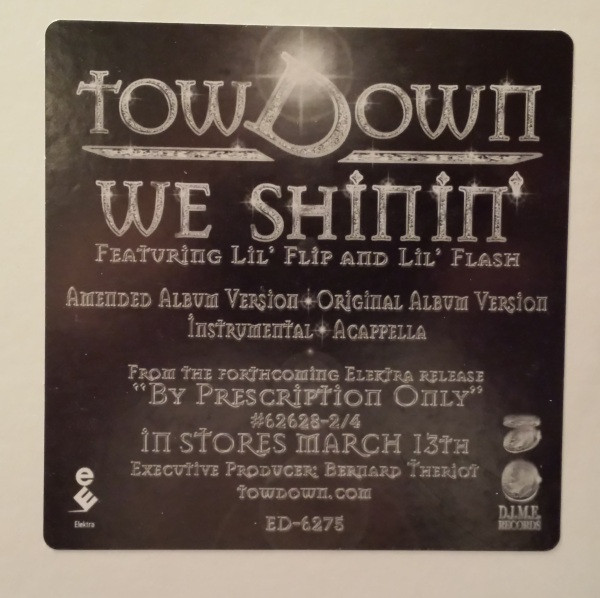 TOWDOWN
WE SHININ'
FEATURING LIL' FLIP AND LIL' FLASH
AMENDED ALBUM VERSION ✦ ORIGINAL ALBUM VERSION
INSTRUMENTAL ✦ ACAPPELLA
FROM THE FORTHCOMING ELEKTRA RELEASE
"BY PRESCRIPTION ONLY"
#62628-2/4
IN STORES MARCH 13TH
EXECUTIVE PRODUCER: BERNARD THERIOT
TOWDOWN.COM
ED-6275
Elektra
D.I.M.E.
RECORDS